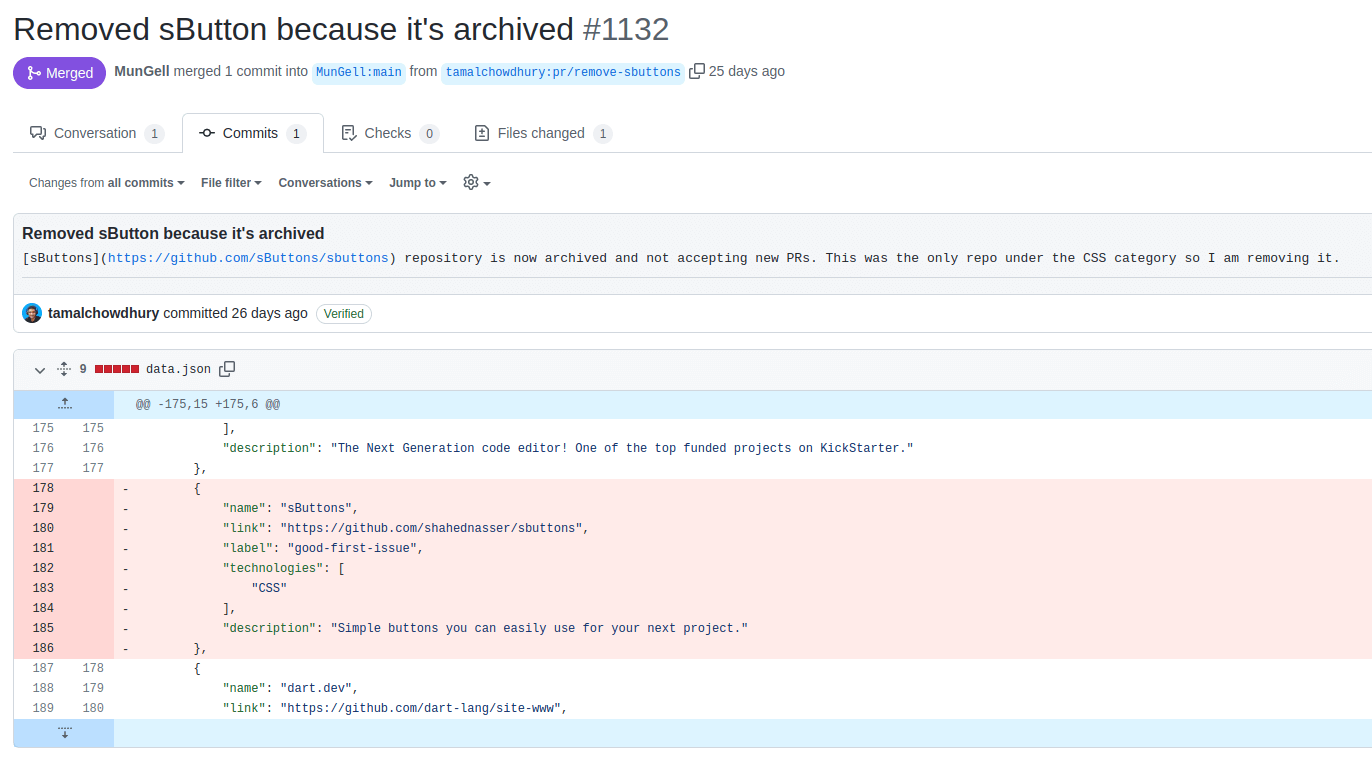 Removed sButton because it's archived #1132
Merged MunGell merged 1 commit into MunGell:main from tamalchowdhury:pr/remove-sbuttons 25 days ago
Conversation 1 Commits 1 Checks 0 Files changed 1
Changes from all commits File filter Conversations Jump to
Removed sButton because it's archived
[sButtons](https://github.com/sButtons/sbuttons) repository is now archived and not accepting new PRs. This was the only repo under the CSS category so I am removing it.
tamalchowdhury committed 26 days ago Verified
9 data.json
@@ -175,15 +175,6 @@
175 175 ],
176 176 "description": "The Next Generation code editor! One of the top funded projects on KickStarter."
177 177 },
178 - {
179 - "name": "sButtons",
180 - "link": "https://github.com/shahednasser/sbuttons",
181 - "label": "good-first-issue",
182 - "technologies": [
183 - "CSS"
184 - ],
185 - "description": "Simple buttons you can easily use for your next project."
186 - },
187 178 {
188 179 "name": "dart.dev",
189 180 "link": "https://github.com/dart-lang/site-www",